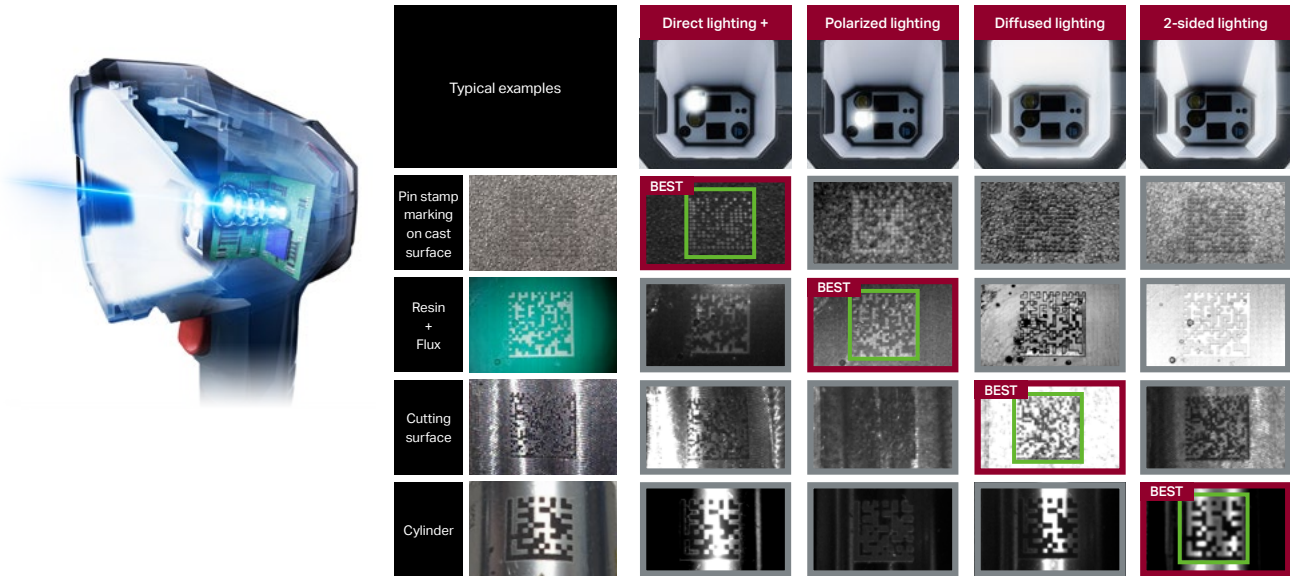 Typical examples
Direct lighting +
Polarized lighting
Diffused lighting
2-sided lighting
Pin stamp
marking
on cast
surface
BEST
Resin
+
Flux
BEST
Cutting
surface
BEST
Cylinder
BEST